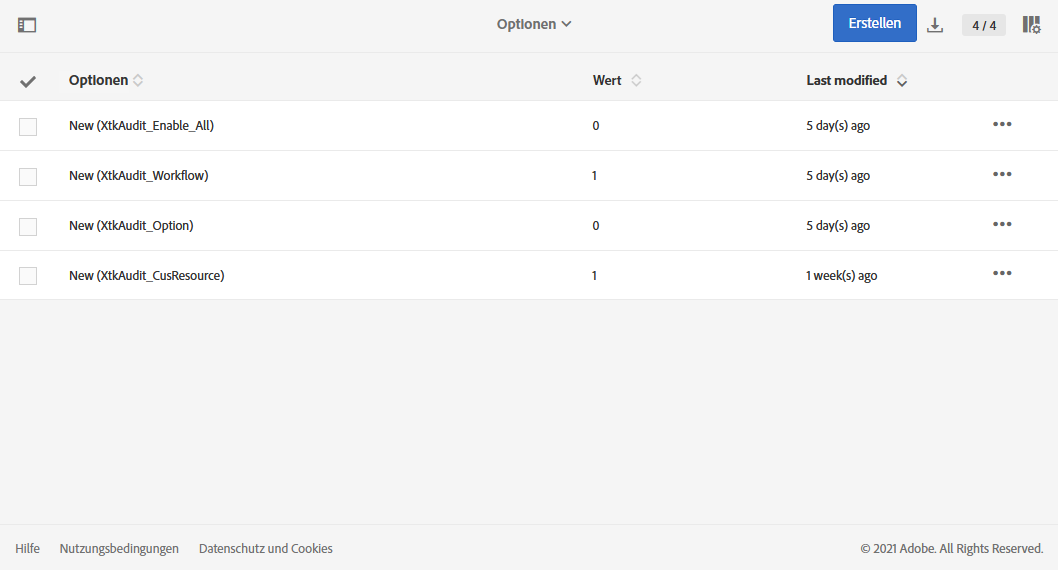 Optionen
Erstellen
4 / 4
Optionen Wert Last modified
New (XtkAudit_Enable_All) 0 5 day(s) ago
New (XtkAudit_Workflow) 1 5 day(s) ago
New (XtkAudit_Option) 0 5 day(s) ago
New (XtkAudit_CusResource) 1 1 week(s) ago
Hilfe Nutzungsbedingungen Datenschutz und Cookies © 2021 Adobe. All Rights Reserved.